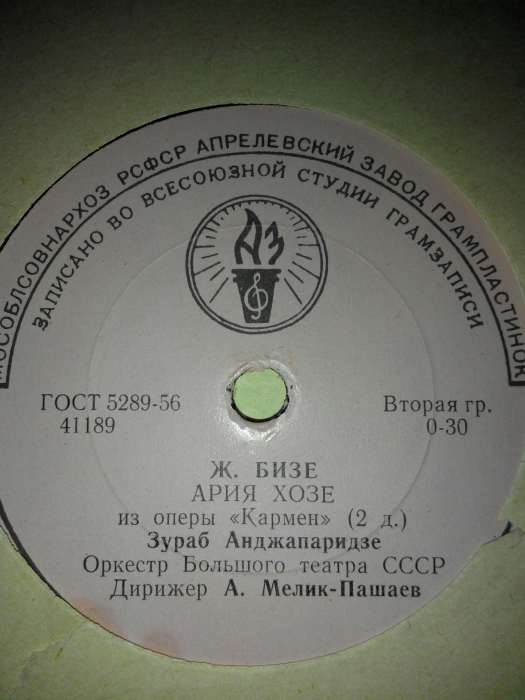 МОСОБЛСОВНАРХОЗ РСФСР АПРЕЛЕВСКИЙ ЗАВОД ГРАМПЛАСТИНОК
ЗАПИСАНО ВО ВСЕСОЮЗНОЙ СТУДИИ ГРАМЗАПИСИ
АЗ
ГОСТ 5289-56
41189
Вторая гр.
0-30
Ж. БИЗЕ
АРИЯ ХОЗЕ
из оперы «Кармен» (2 д.)
Зураб Анджапаридзе
Оркестр Большого театра СССР
Дирижер А. Мелик-Пашаев